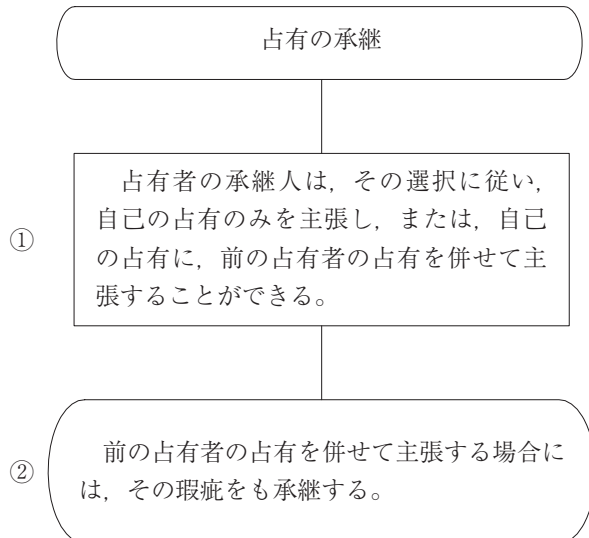 占有の承継
① 占有者の承継人は，その選択に従い，
自己の占有のみを主張し，または，自己
の占有に，前の占有者の占有を併せて主
張することができる。
② 前の占有者の占有を併せて主張する場合に
は，その瑕疵をも承継する。